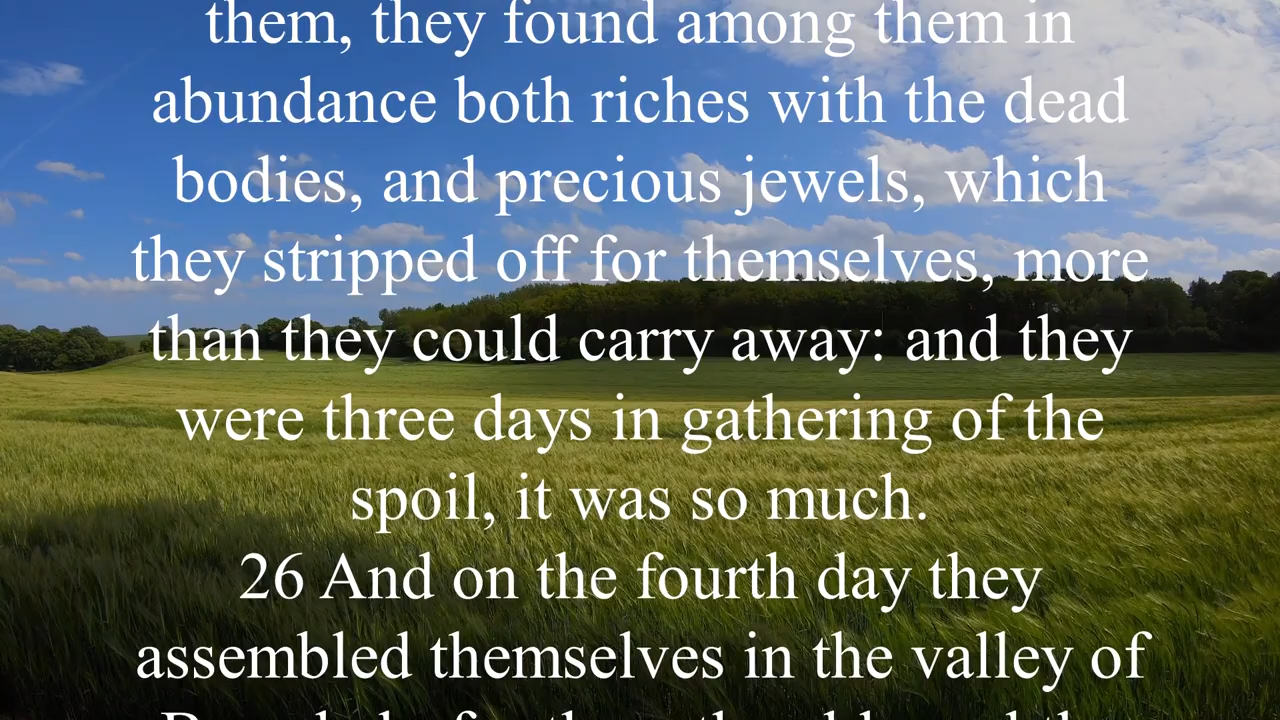 them, they found among them in
abundance both riches with the dead
bodies, and precious jewels, which
they stripped off for themselves, more
than they could carry away: and they
were three days in gathering of the
spoil, it was so much.
26 And on the fourth day they
assembled themselves in the valley of